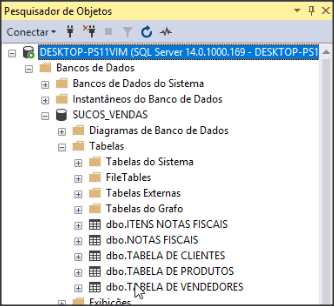 Pesquisador de Objetos
Conectar
DESKTOP-PS11VIM (SQL Server 14.0.1000.169 - DESKTOP-PS1
Bancos de Dados
Bancos de Dados do Sistema
Instantâneos do Banco de Dados
SUCOS_VENDAS
Diagramas de Banco de Dados
Tabelas
Tabelas do Sistema
FileTables
Tabelas Externas
Tabelas do Grafo
dbo.ITENS NOTAS FISCAIS
dbo.NOTAS FISCAIS
dbo.TABELA DE CLIENTES
dbo.TABELA DE PRODUTOS
dbo.TABELA DE VENDEDORES
Exibições